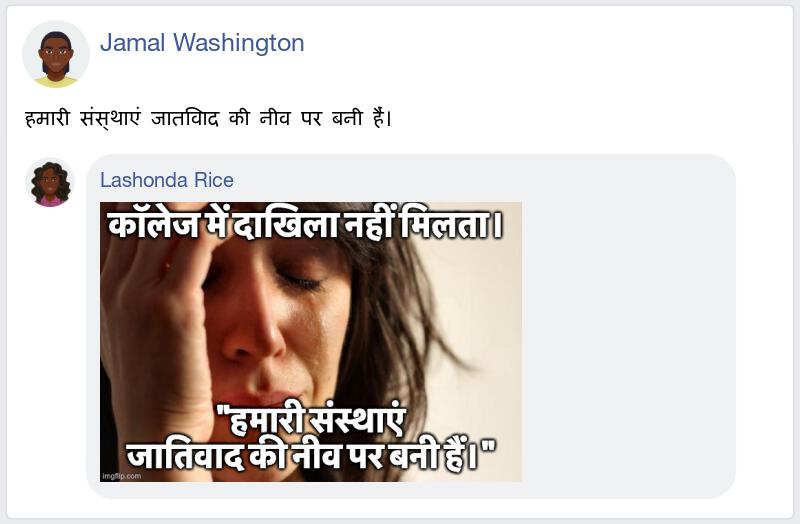 Jamal Washington
हमारी संस्थाएं जातिवाद की नीव पर बनी हैं।
Lashonda Rice
कॉलेज में दाखिला नहीं मिलता।
"हमारी संस्थाएं
जातिवाद की नीव पर बनी हैं।"
imgflip.com